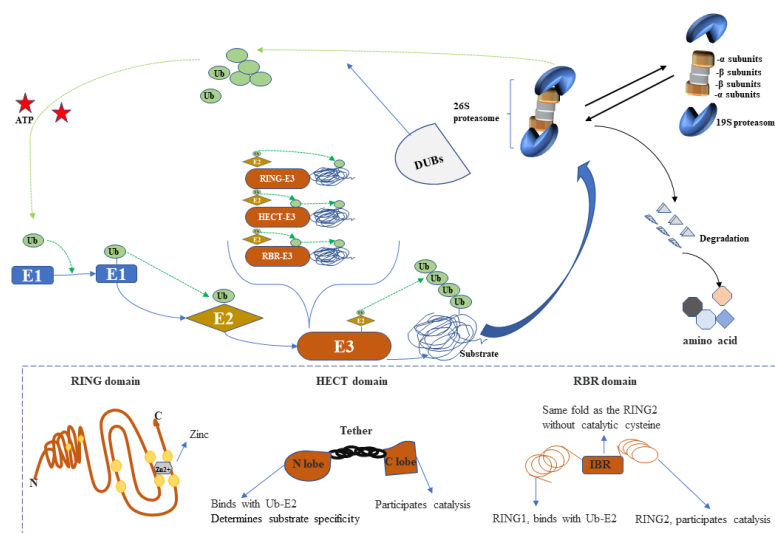 Ub
Ub
ATP
26S
proteasome
-α subunits
-β subunits
-β subunits
-α subunits
19S proteasom
DUBs
E2
RING-E3
E2
HECT-E3
E2
RBR-E3
Degradation
amino acid
Ub
E1
Ub
E1
Ub
E2
E2
E3
Ub
Ub
Ub
Ub
Substrate
RING domain
HECT domain
RBR domain
C
Zinc
Zn2+
N
Tether
N lobe
C lobe
Binds with Ub-E2
Determines substrate specificity
Participates catalysis
Same fold as the RING2
without catalytic cysteine
IBR
RING1, binds with Ub-E2
RING2, participates catalysis